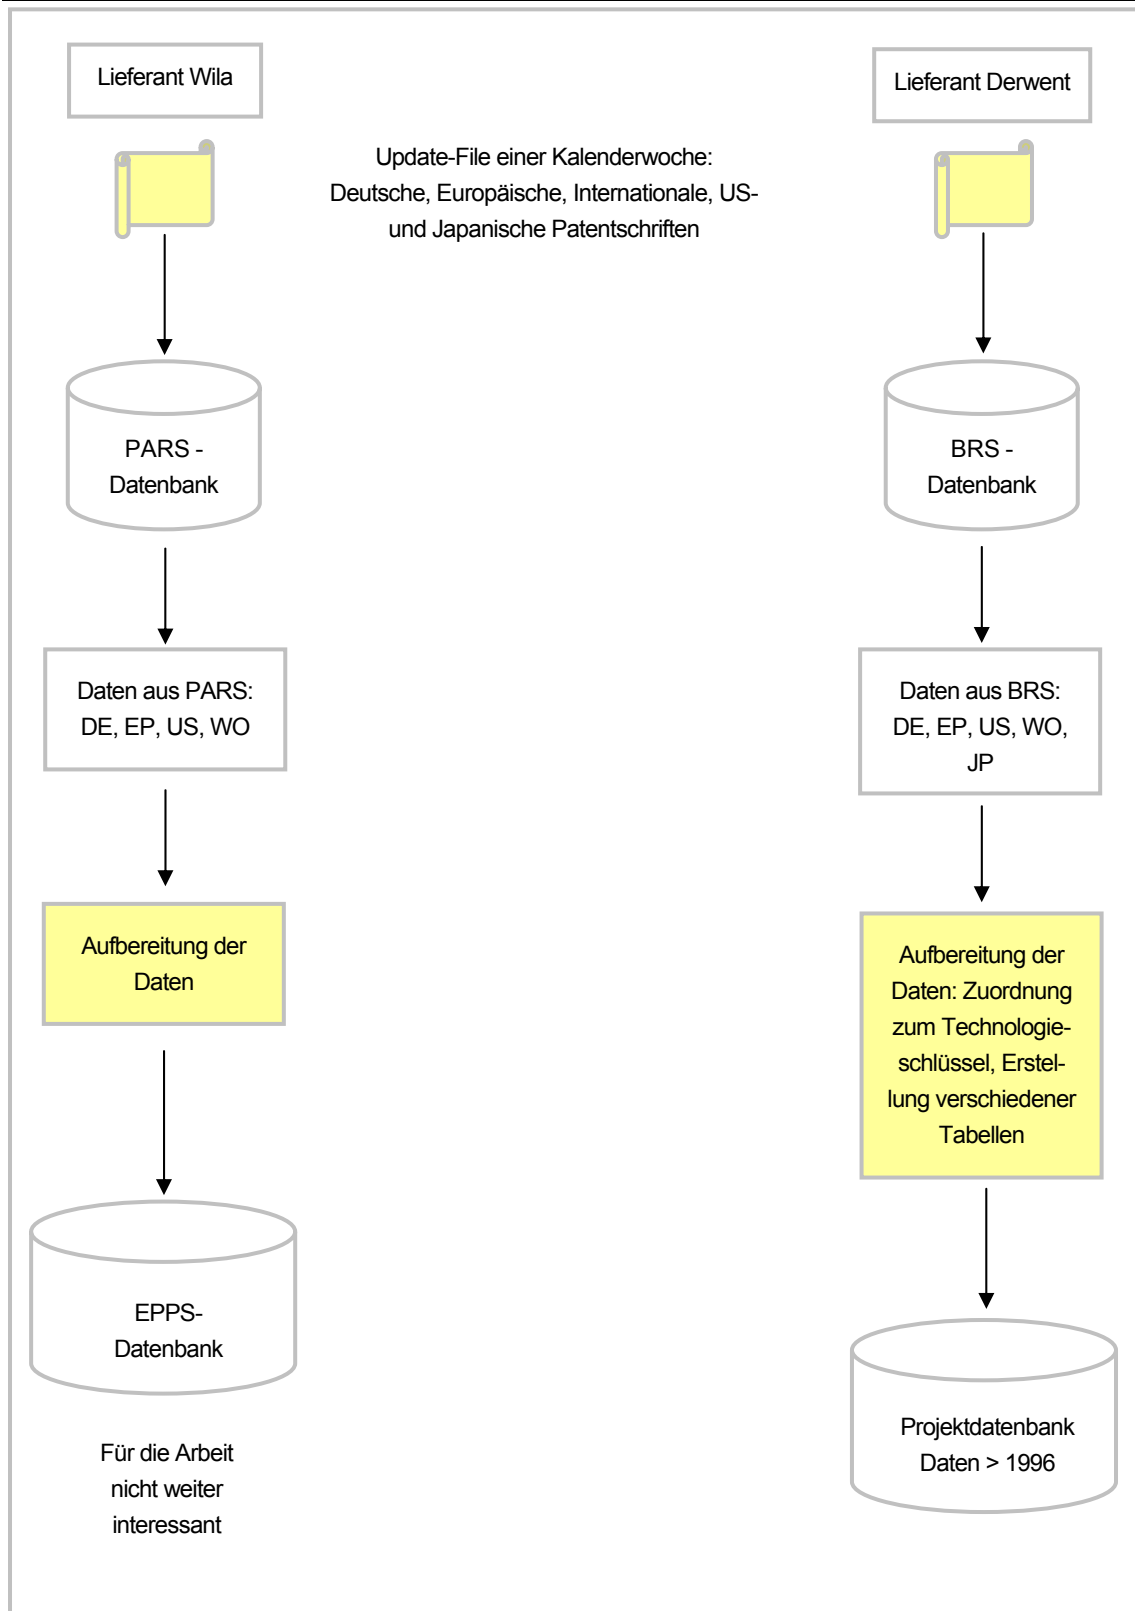 Lieferant Wila
Lieferant Derwent
Update-File einer Kalenderwoche:
Deutsche, Europäische, Internationale, US-
und Japanische Patentschriften
PARS -
Datenbank
BRS -
Datenbank
Daten aus PARS:
DE, EP, US, WO
Daten aus BRS:
DE, EP, US, WO,
JP
Aufbereitung der
Daten
Aufbereitung der
Daten: Zuordnung
zum Technologie-
schlüssel, Erstel-
lung verschiedener
Tabellen
EPPS-
Datenbank
Projektdatenbank
Daten > 1996
Für die Arbeit
nicht weiter
interessant